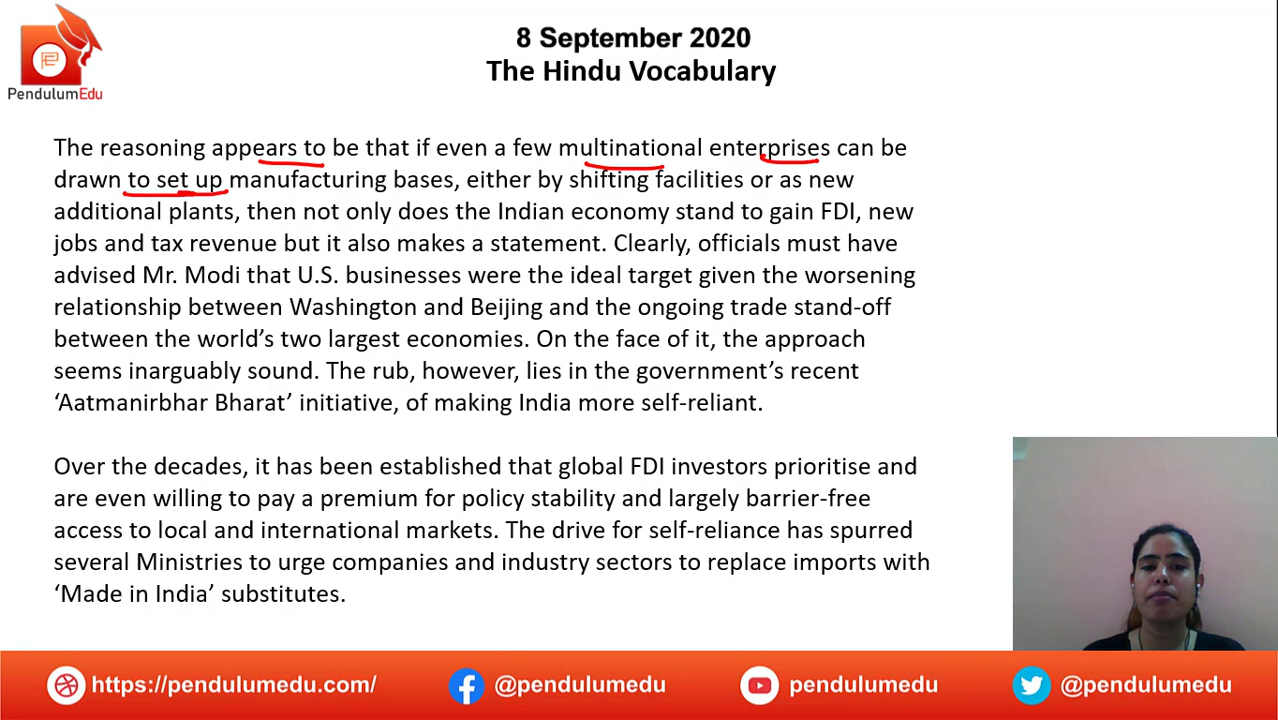 8 September 2020
The Hindu Vocabulary
PendulumEdu
The reasoning appears to be that if even a few multinational enterprises can be
drawn to set up manufacturing bases, either by shifting facilities or as new
additional plants, then not only does the Indian economy stand to gain FDI, new
jobs and tax revenue but it also makes a statement. Clearly, officials must have
advised Mr. Modi that U.S. businesses were the ideal target given the worsening
relationship between Washington and Beijing and the ongoing trade stand-off
between the world’s two largest economies. On the face of it, the approach
seems inarguably sound. The rub, however, lies in the government’s recent
‘Aatmanirbhar Bharat’ initiative, of making India more self-reliant.
Over the decades, it has been established that global FDI investors prioritise and
are even willing to pay a premium for policy stability and largely barrier-free
access to local and international markets. The drive for self-reliance has spurred
several Ministries to urge companies and industry sectors to replace imports with
‘Made in India’ substitutes.
https://pendulumedu.com/ @pendulumedu pendulumedu @pendulumedu